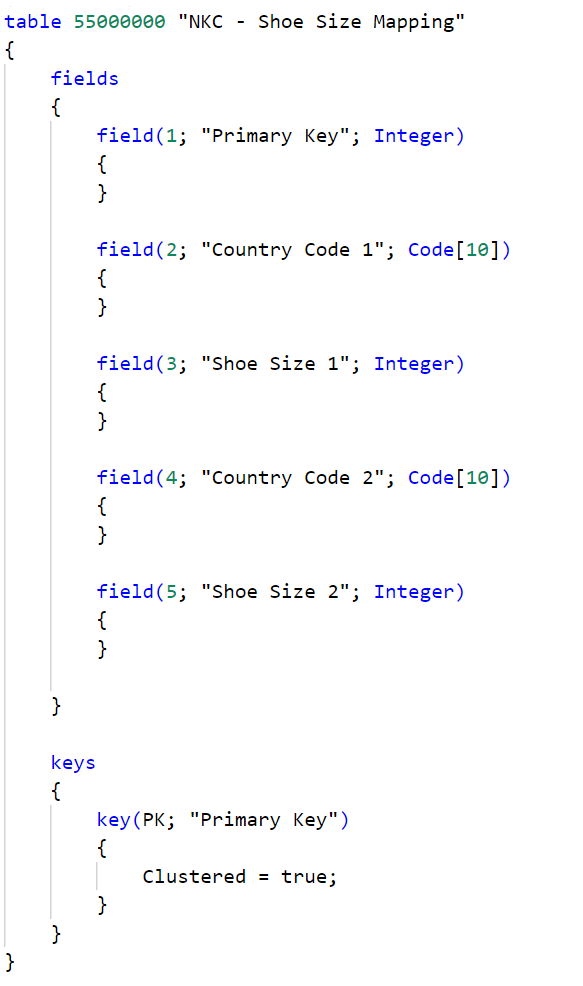 table 55000000 "NKC - Shoe Size Mapping"
{
    fields
    {
        field(1; "Primary Key"; Integer)
        {
        }

        field(2; "Country Code 1"; Code[10])
        {
        }

        field(3; "Shoe Size 1"; Integer)
        {
        }

        field(4; "Country Code 2"; Code[10])
        {
        }

        field(5; "Shoe Size 2"; Integer)
        {
        }

    }

    keys
    {
        key(PK; "Primary Key")
        {
            Clustered = true;
        }
    }
}